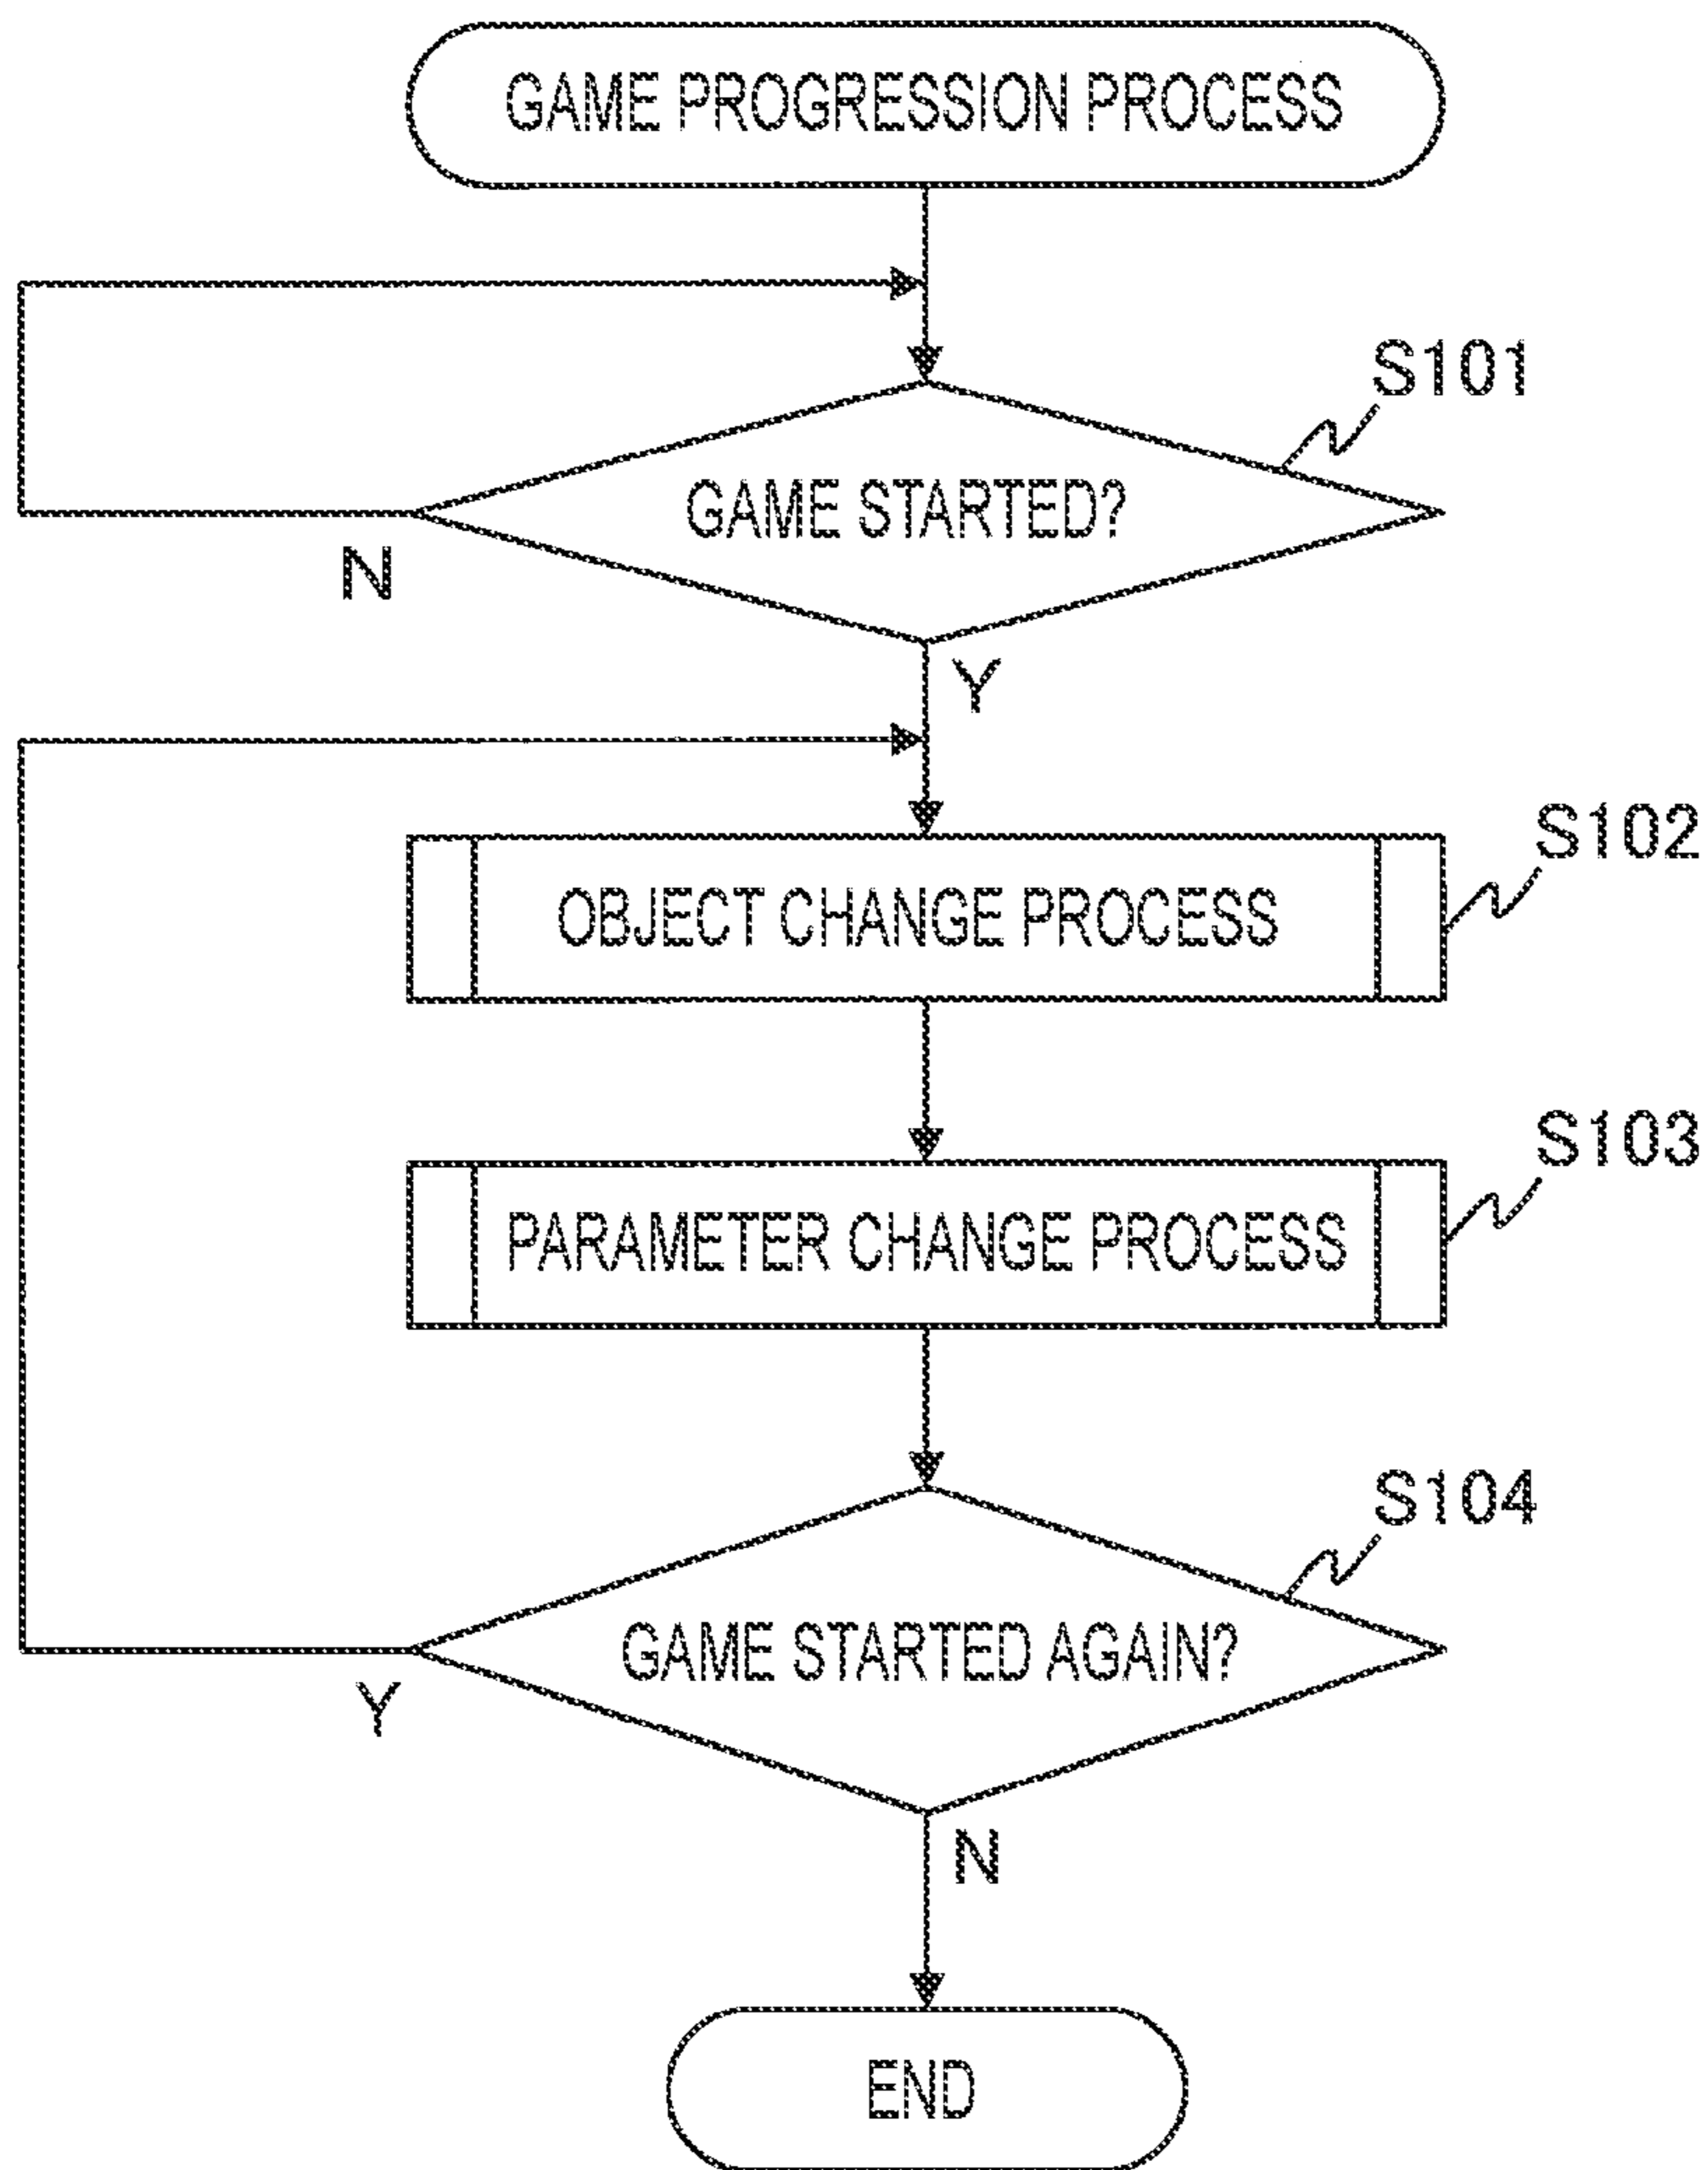 GAME PROGRESSION PROCESS
S101
GAME STARTED?
N
Y
S102
OBJECT CHANGE PROCESS
S103
PARAMETER CHANGE PROCESS
S104
GAME STARTED AGAIN?
Y
N
END